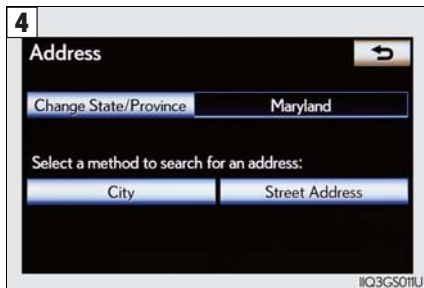 4
Address
Change State/Province Maryland
Select a method to search for an address:
City Street Address
IIQ3GS011U